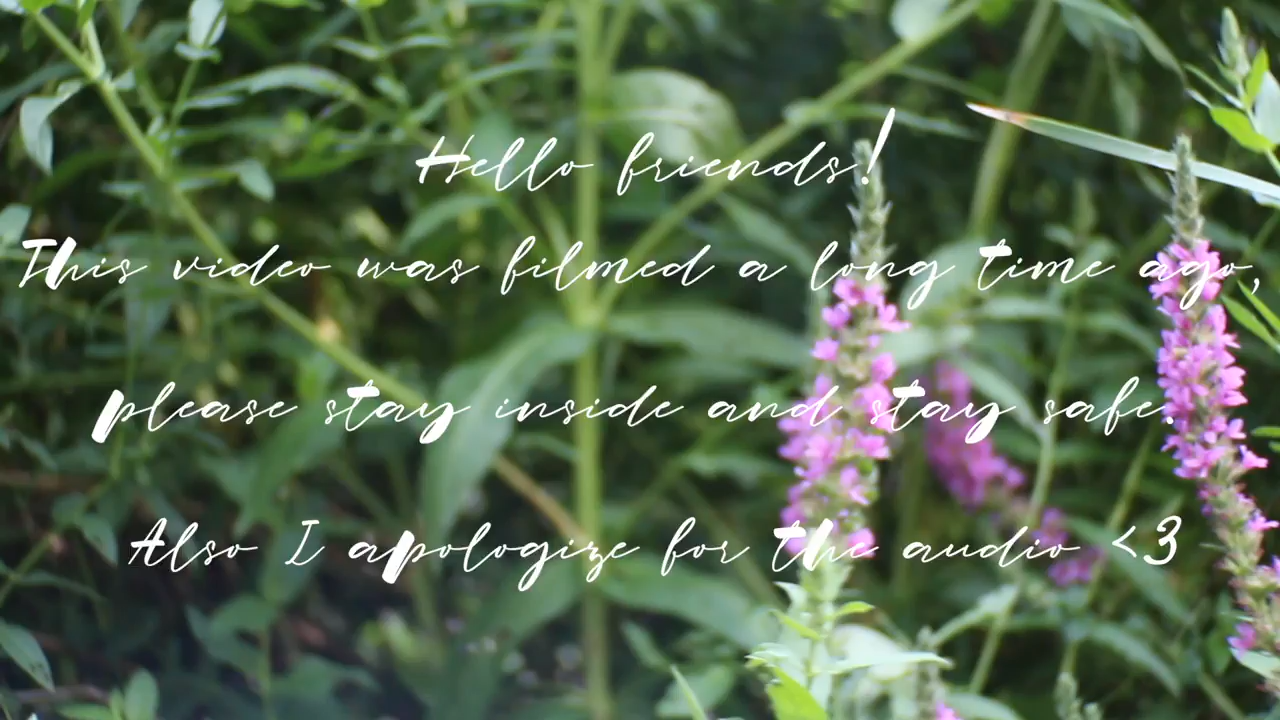 Hello friends!
This video was filmed a long time ago,
please stay inside and stay safe.
Also I apologize for the audio <3